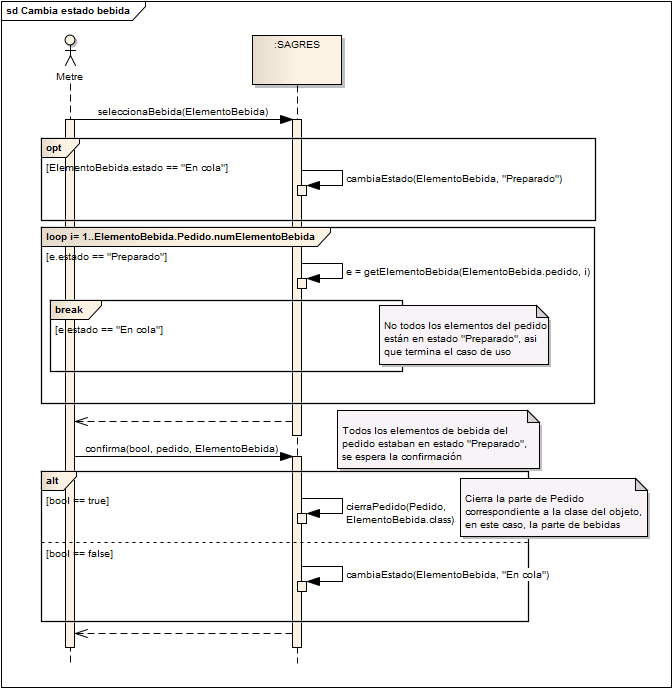 sd Cambia estado bebida
Metre
:SAGRES
seleccionaBebida(ElementoBebida)
opt
[ElementoBebida.estado == "En cola"]
cambiaEstado(ElementoBebida, "Preparado")
loop i= 1..ElementoBebida.Pedido.numElementoBebida
[e.estado == "Preparado"]
e = getElementoBebida(ElementoBebida.pedido, i)
break
[e.estado == "En cola"]
No todos los elementos del pedido
están en estado "Preparado", asi
que termina el caso de uso
Todos los elementos de bebida del
pedido estaban en estado "Preparado",
se espera la confirmación
confirma(bool, pedido, ElementoBebida)
alt
[bool == true]
cierraPedido(Pedido,
ElementoBebida.class)
Cierra la parte de Pedido
correspondiente a la clase del objeto,
en este caso, la parte de bebidas
[bool == false]
cambiaEstado(ElementoBebida, "En cola")